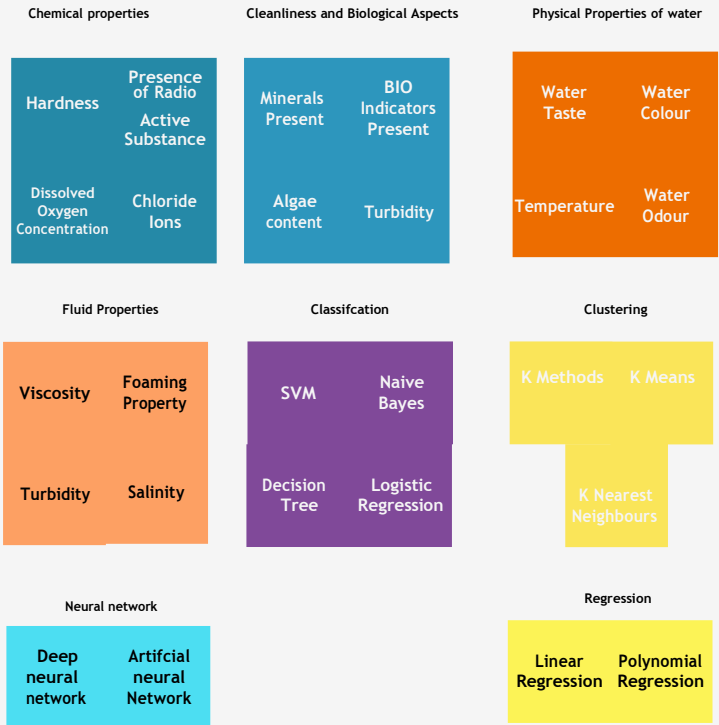 Chemical properties
Cleanliness and Biological Aspects
Physical Properties of water
Hardness
Presence
of Radio
Active
Substance
Dissolved
Oxygen
Concentration
Chloride
Ions
Minerals
Present
BIO
Indicators
Present
Algae
content
Turbidity
Water
Taste
Water
Colour
Temperature
Water
Odour
Fluid Properties
Classifcation
Clustering
Viscosity
Foaming
Property
Turbidity
Salinity
SVM
Naive
Bayes
Decision
Tree
Logistic
Regression
K Methods
K Means
K Nearest
Neighbours
Neural network
Regression
Deep
neural
network
Artifcial
neural
Network
Linear
Regression
Polynomial
Regression